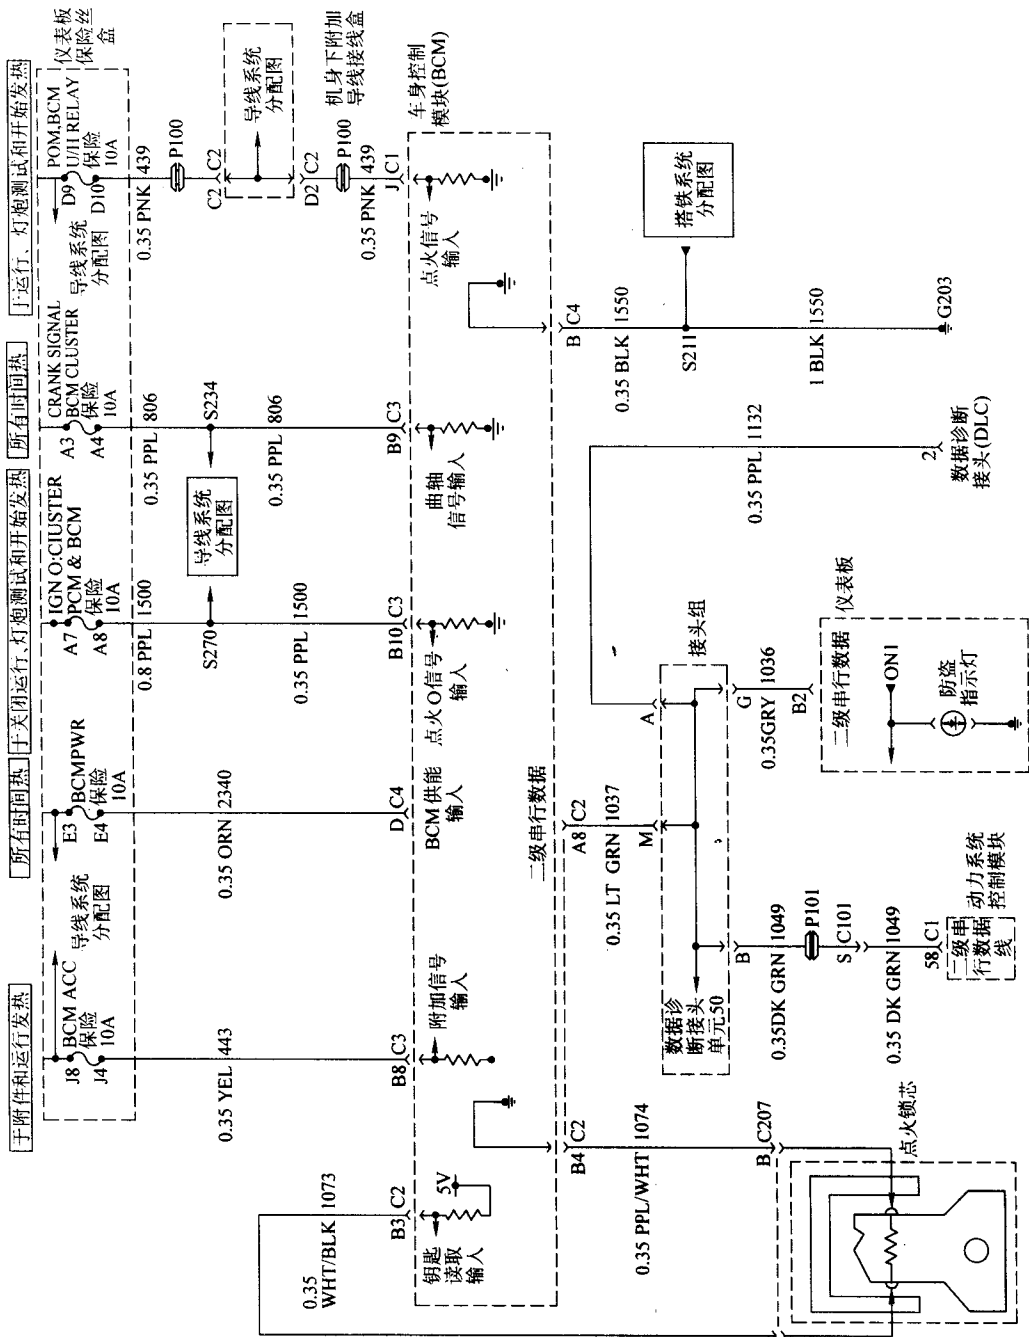 于附件和运行发热
所有时间热
于关闭运行、灯炮测试和开始发热
所有时间热
于运行、灯炮测试和开始发热
仪表板
保险丝
盒
J8
J4
BCM ACC
保险
10A
导线系统
分配图
E3
E4
BCMPWR
保险
10A
A7
A8
IGN O:CIUSTER
PCM & BCM
保险
10A
A3
A4
CRANK SIGNAL
BCM CLUSTER
保险
10A
导线系统
分配图
D9
D10
POM,BCM
U/H RELAY
保险
10A
0.35 YEL 443
0.35 ORN 2340
0.8 PPL 1500
S270
0.35 PPL 1500
导线系统
分配图
0.35 PPL 806
S234
0.35 PPL 806
0.35 PNK 439
P100
C2 C2
导线系统
分配图
D2 C2
P100
机身下附加
导线接线盒
0.35 PNK 439
0.35
WHT/BLK 1073
B3 C2
B8 C3
D C4
B10 C3
B9 C3
J C1
车身控制
模块(BCM)
钥匙
读取
输入
5V
附加信号
输入
BCM 供能
输入
点火O信号
输入
曲轴
信号输入
点火信号
输入
二级串行数据
B4 C2
A8 C2
B C4
0.35 PPL/WHT 1074
0.35 LT GRN 1037
0.35 BLK 1550
S211
搭铁系统
分配图
1 BLK 1550
G203
M
A
接头组
0.35 PPL 1132
2
数据诊断
接头(DLC)
数据诊
断接头
单元50
B
G
0.35DK GRN 1049
P101
S C101
0.35 DK GRN 1049
58 C1
二级串
行数据
线
动力系统
控制模块
0.35GRY 1036
B2
仪表板
二级串行数据
ON1
防盗
指示灯
B C207
点火锁芯